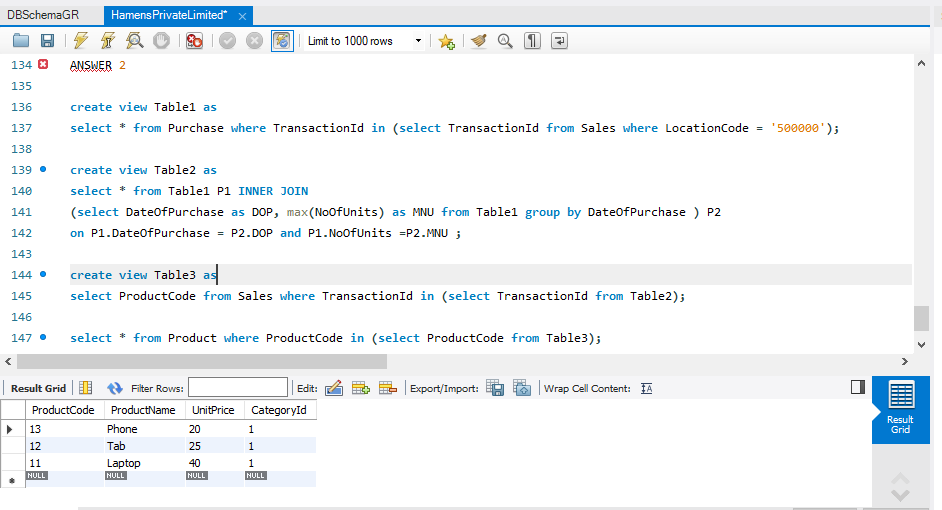 DBSchemaGR HamensPrivateLimited*
Limit to 1000 rows
134 ANSWER 2
135
136 create view Table1 as
137 select * from Purchase where TransactionId in (select TransactionId from Sales where LocationCode = '500000');
138
139 create view Table2 as
140 select * from Table1 P1 INNER JOIN
141 (select DateOfPurchase as DOP, max(NoOfUnits) as MNU from Table1 group by DateOfPurchase ) P2
142 on P1.DateOfPurchase = P2.DOP and P1.NoOfUnits =P2.MNU ;
143
144 create view Table3 as
145 select ProductCode from Sales where TransactionId in (select TransactionId from Table2);
146
147 select * from Product where ProductCode in (select ProductCode from Table3);
Result Grid Filter Rows: Edit: Export/Import: Wrap Cell Content: IA
ProductCode ProductName UnitPrice CategoryId
13 Phone 20 1
12 Tab 25 1
11 Laptop 40 1
NULL NULL NULL NULL
Result
Grid